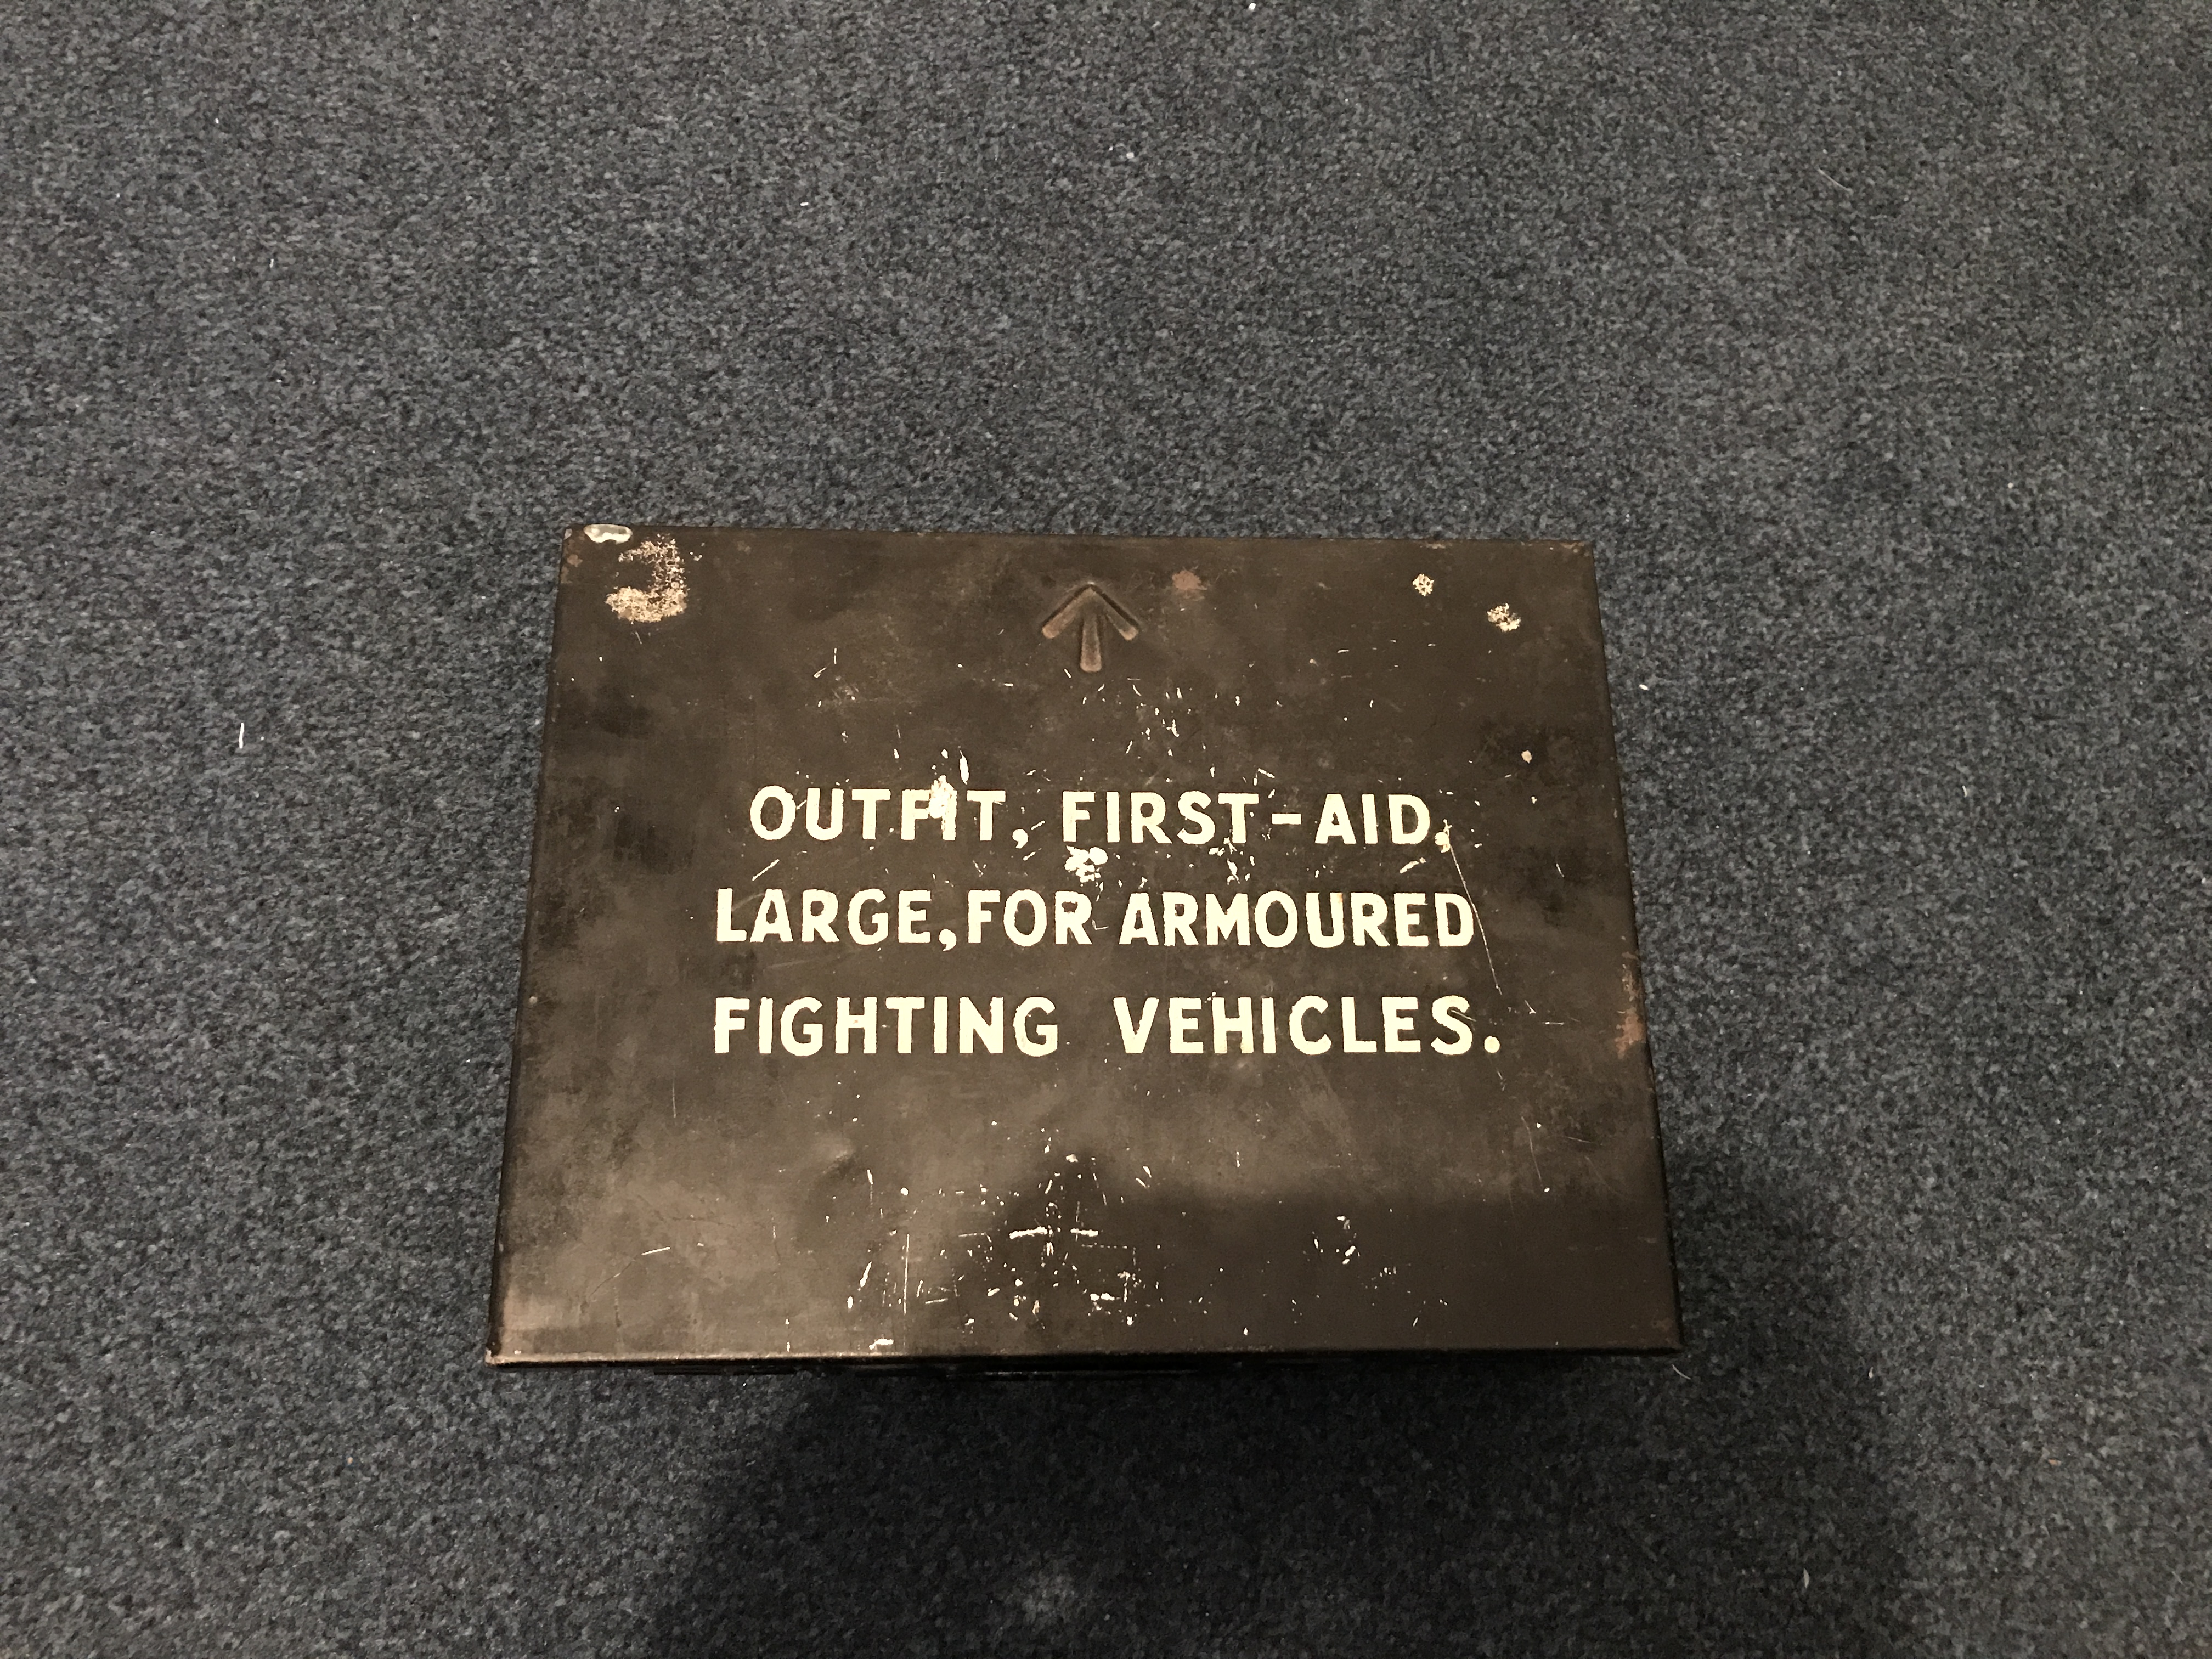 OUTFIT, FIRST-AID,
LARGE, FOR ARMOURED
FIGHTING VEHICLES.